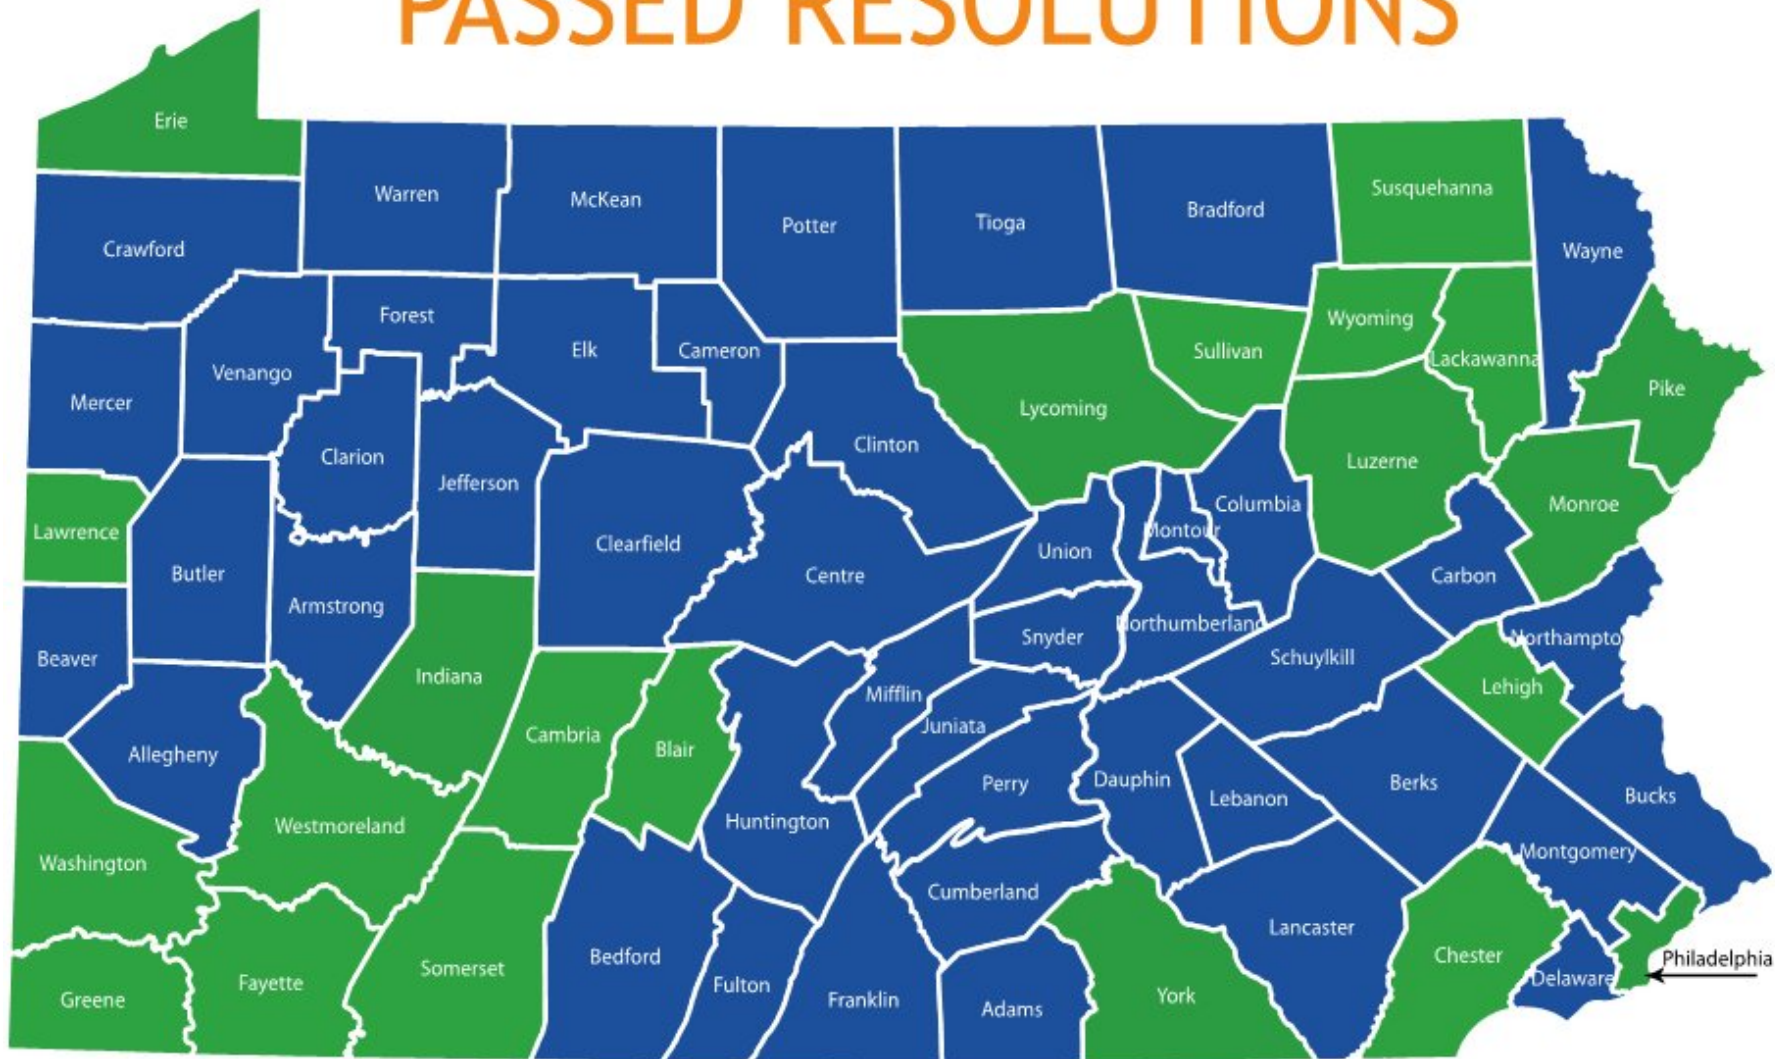 PASSED RESOLUTIONS
Erie
Warren
McKean
Potter
Tioga
Bradford
Susquehanna
Wayne
Crawford
Forest
Elk
Cameron
Wyoming
Sullivan
Lackawanna
Pike
Mercer
Venango
Clarion
Jefferson
Clinton
Lycoming
Luzerne
Columbia
Monroe
Lawrence
Butler
Armstrong
Clearfield
Centre
Union
Montour
Carbon
Beaver
Indiana
Snyder
Northumberland
Schuylkill
Northampto
Lehigh
Mifflin
Juniata
Allegheny
Cambria
Blair
Perry
Dauphin
Lebanon
Berks
Bucks
Westmoreland
Huntington
Montgomery
Washington
Cumberland
Lancaster
Chester
Philadelphia
Delaware
Greene
Fayette
Somerset
Bedford
Fulton
Franklin
Adams
York